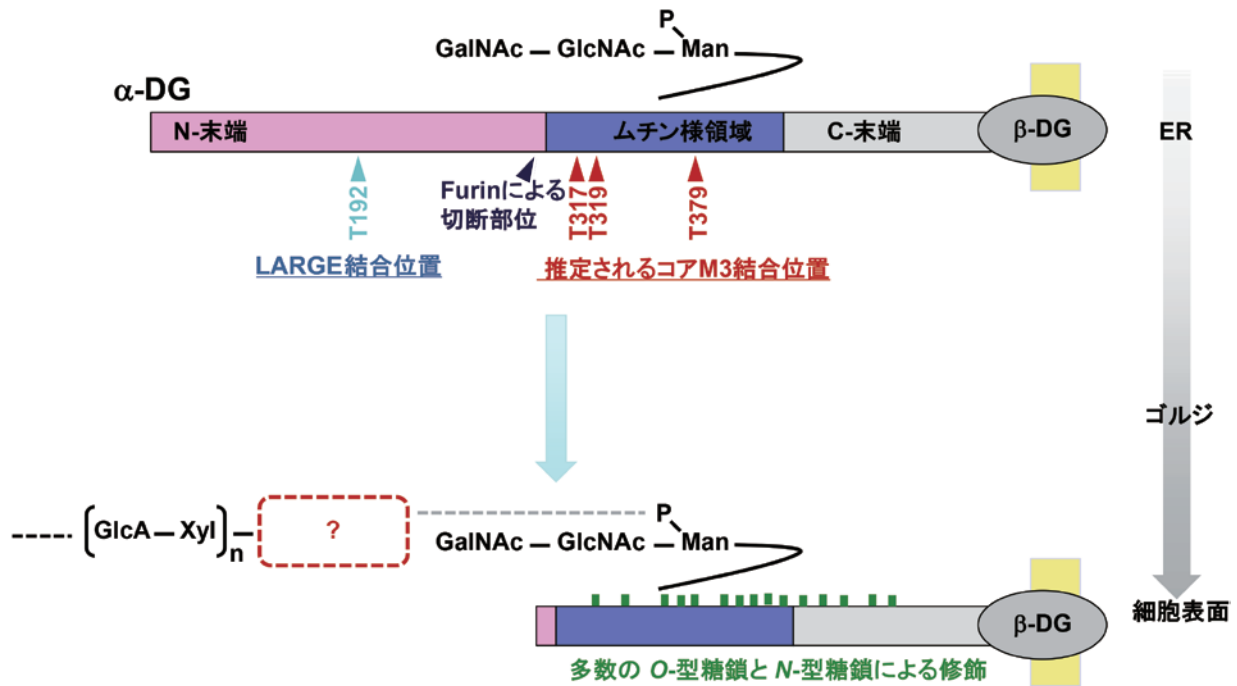 P
GalNAc — GlcNAc — Man
α-DG
N-末端
ムチン様領域
C-末端
β-DG
ER
T192
Furinによる
切断部位
T317
T319
T379
LARGE結合位置
推定されるコアM3結合位置
ゴルジ
P
(GlcA — Xyl)n
?
GalNAc — GlcNAc — Man
β-DG
細胞表面
多数の O-型糖鎖とN-型糖鎖による修飾